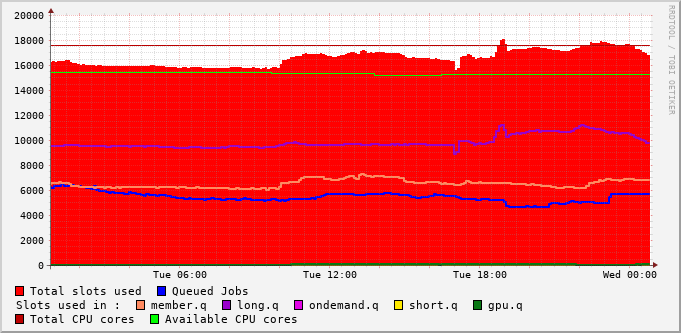 20000
18000
16000
14000
12000
10000
8000
6000
4000
2000
0
Tue 06:00 Tue 12:00 Tue 18:00 Wed 00:00
RRDTOOL / TOBI OETIKER
Total slots used Queued Jobs
Slots used in : member.q long.q ondemand.q short.q gpu.q
Total CPU cores Available CPU cores